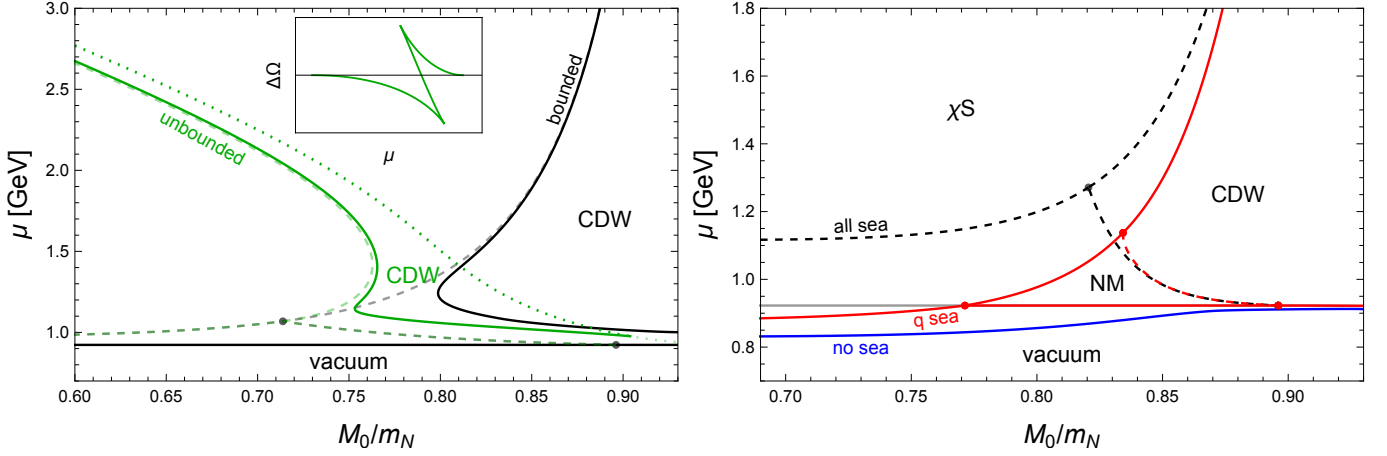 3.0
2.5
2.0
1.5
1.0
μ [GeV]
ΔΩ
μ
unbounded
bounded
CDW
CDW
vacuum
0.60
0.65
0.70
0.75
0.80
0.85
0.90
M₀/m_N
1.8
1.6
1.4
1.2
1.0
0.8
μ [GeV]
χS
all sea
CDW
NM
q sea
no sea
vacuum
0.70
0.75
0.80
0.85
0.90
M₀/m_N